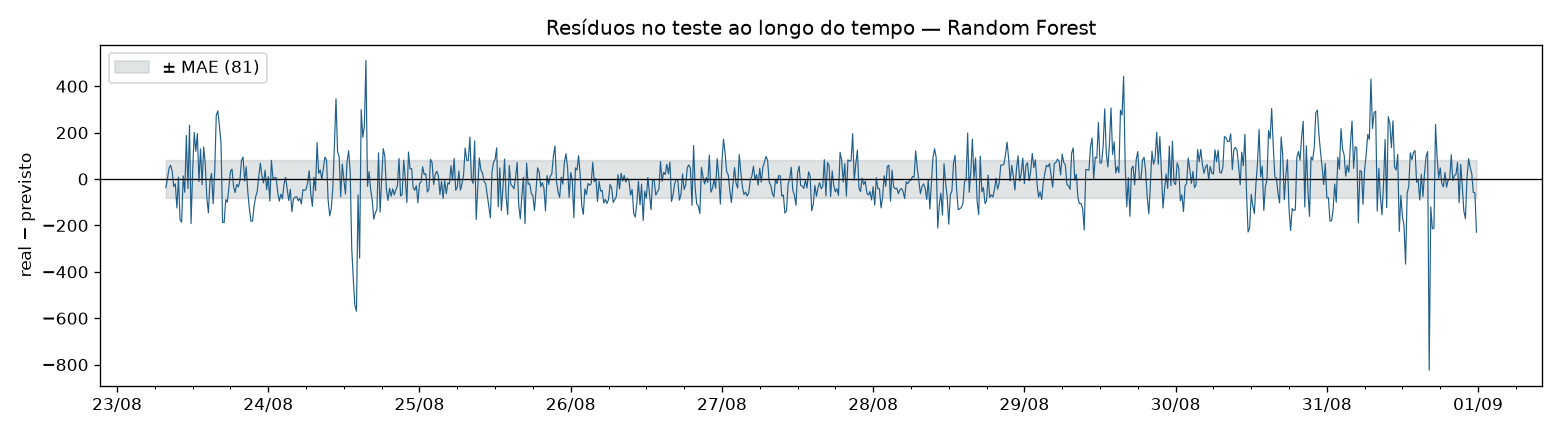 Resíduos no teste ao longo do tempo — Random Forest
± MAE (81)
real − previsto
400
200
0
−200
−400
−600
−800
23/08 24/08 25/08 26/08 27/08 28/08 29/08 30/08 31/08 01/09